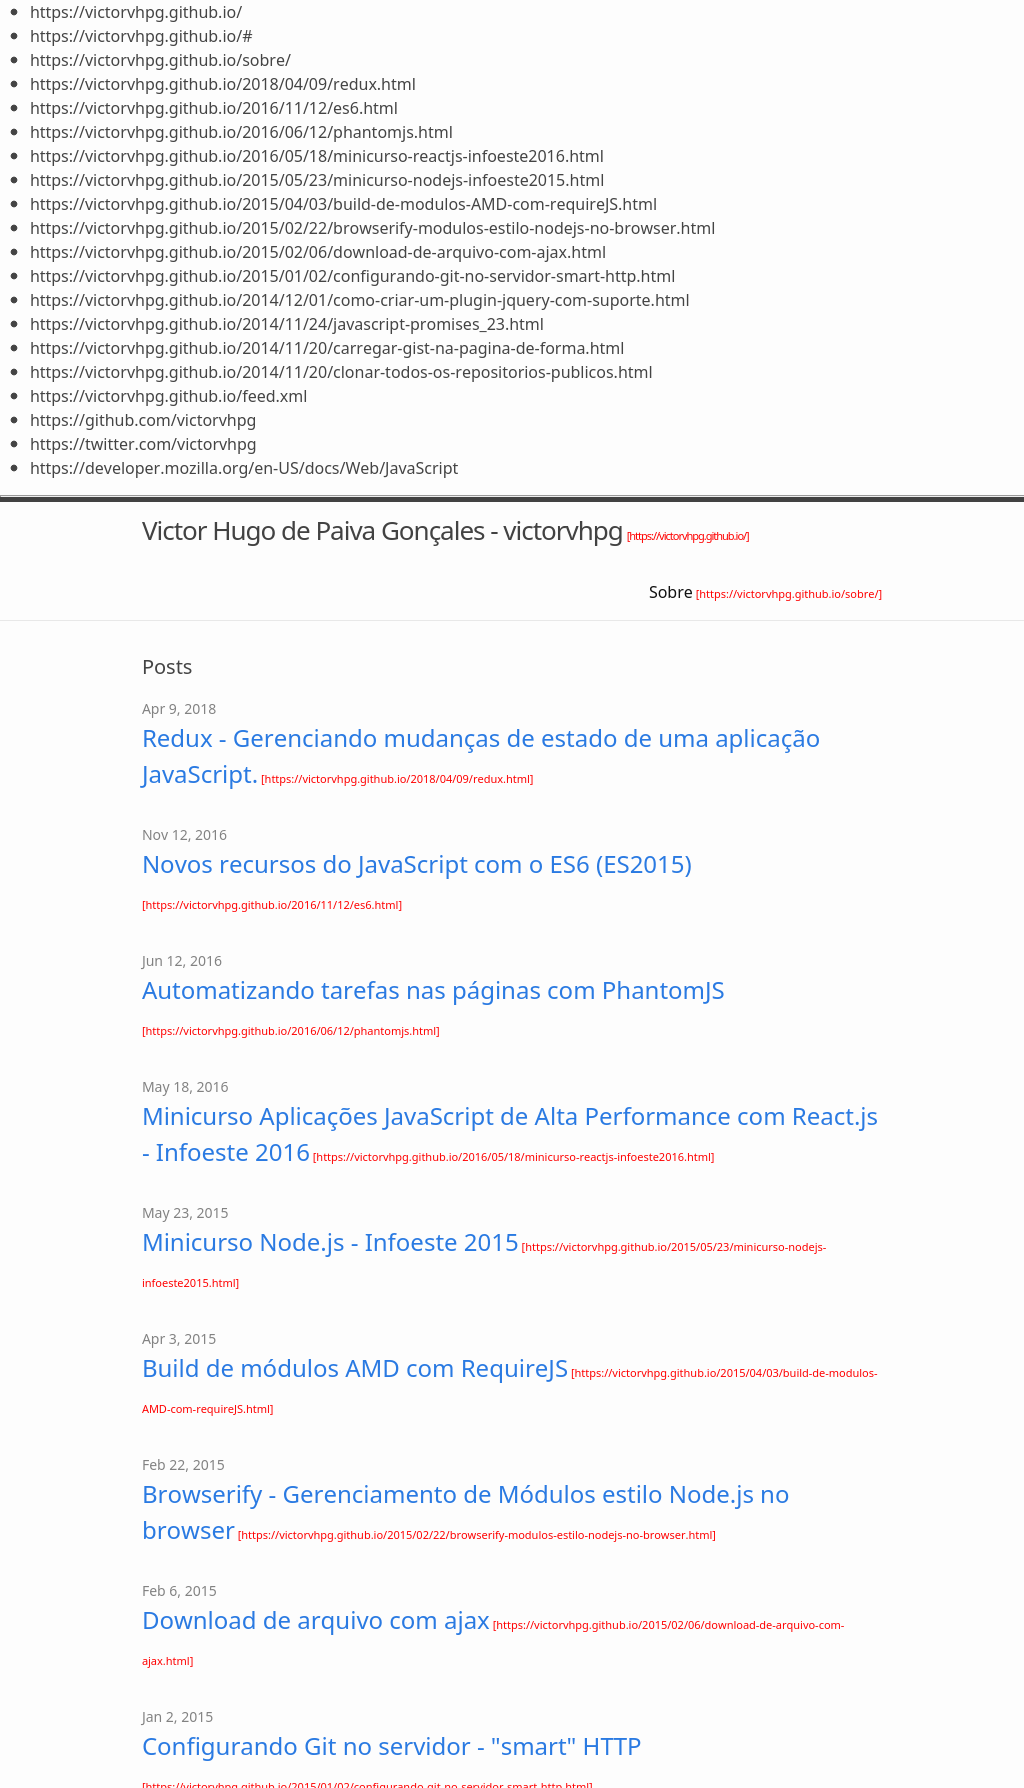 https://victorvhpg.github.io/
https://victorvhpg.github.io/#
https://victorvhpg.github.io/sobre/
https://victorvhpg.github.io/2018/04/09/redux.html
https://victorvhpg.github.io/2016/11/12/es6.html
https://victorvhpg.github.io/2016/06/12/phantomjs.html
https://victorvhpg.github.io/2016/05/18/minicurso-reactjs-infoeste2016.html
https://victorvhpg.github.io/2015/05/23/minicurso-nodejs-infoeste2015.html
https://victorvhpg.github.io/2015/04/03/build-de-modulos-AMD-com-requireJS.html
https://victorvhpg.github.io/2015/02/22/browserify-modulos-estilo-nodejs-no-browser.html
https://victorvhpg.github.io/2015/02/06/download-de-arquivo-com-ajax.html
https://victorvhpg.github.io/2015/01/02/configurando-git-no-servidor-smart-http.html
https://victorvhpg.github.io/2014/12/01/como-criar-um-plugin-jquery-com-suporte.html
https://victorvhpg.github.io/2014/11/24/javascript-promises_23.html
https://victorvhpg.github.io/2014/11/20/carregar-gist-na-pagina-de-forma.html
https://victorvhpg.github.io/2014/11/20/clonar-todos-os-repositorios-publicos.html
https://victorvhpg.github.io/feed.xml
https://github.com/victorvhpg
https://twitter.com/victorvhpg
https://developer.mozilla.org/en-US/docs/Web/JavaScript
Victor Hugo de Paiva Gonçales - victorvhpg [https://victorvhpg.github.io/]
Sobre [https://victorvhpg.github.io/sobre/]
Posts
Apr 9, 2018
Redux - Gerenciando mudanças de estado de uma aplicação
JavaScript. [https://victorvhpg.github.io/2018/04/09/redux.html]
Nov 12, 2016
Novos recursos do JavaScript com o ES6 (ES2015)
[https://victorvhpg.github.io/2016/11/12/es6.html]
Jun 12, 2016
Automatizando tarefas nas páginas com PhantomJS
[https://victorvhpg.github.io/2016/06/12/phantomjs.html]
May 18, 2016
Minicurso Aplicações JavaScript de Alta Performance com React.js
- Infoeste 2016 [https://victorvhpg.github.io/2016/05/18/minicurso-reactjs-infoeste2016.html]
May 23, 2015
Minicurso Node.js - Infoeste 2015 [https://victorvhpg.github.io/2015/05/23/minicurso-nodejs-
infoeste2015.html]
Apr 3, 2015
Build de módulos AMD com RequireJS [https://victorvhpg.github.io/2015/04/03/build-de-modulos-
AMD-com-requireJS.html]
Feb 22, 2015
Browserify - Gerenciamento de Módulos estilo Node.js no
browser [https://victorvhpg.github.io/2015/02/22/browserify-modulos-estilo-nodejs-no-browser.html]
Feb 6, 2015
Download de arquivo com ajax [https://victorvhpg.github.io/2015/02/06/download-de-arquivo-com-
ajax.html]
Jan 2, 2015
Configurando Git no servidor - "smart" HTTP
[https://victorvhpg.github.io/2015/01/02/configurando-git-no-servidor-smart-http.html]